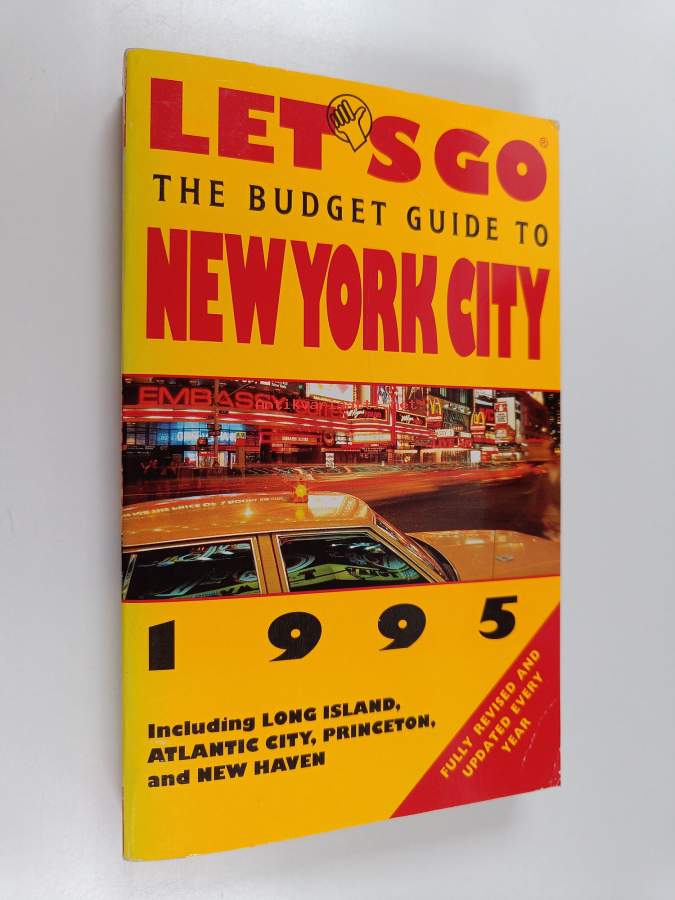 LET'S GO®
THE BUDGET GUIDE TO
NEW YORK CITY
EMBASSY
1995
Including LONG ISLAND,
ATLANTIC CITY, PRINCETON,
and NEW HAVEN
FULLY REVISED AND
UPDATED EVERY
YEAR